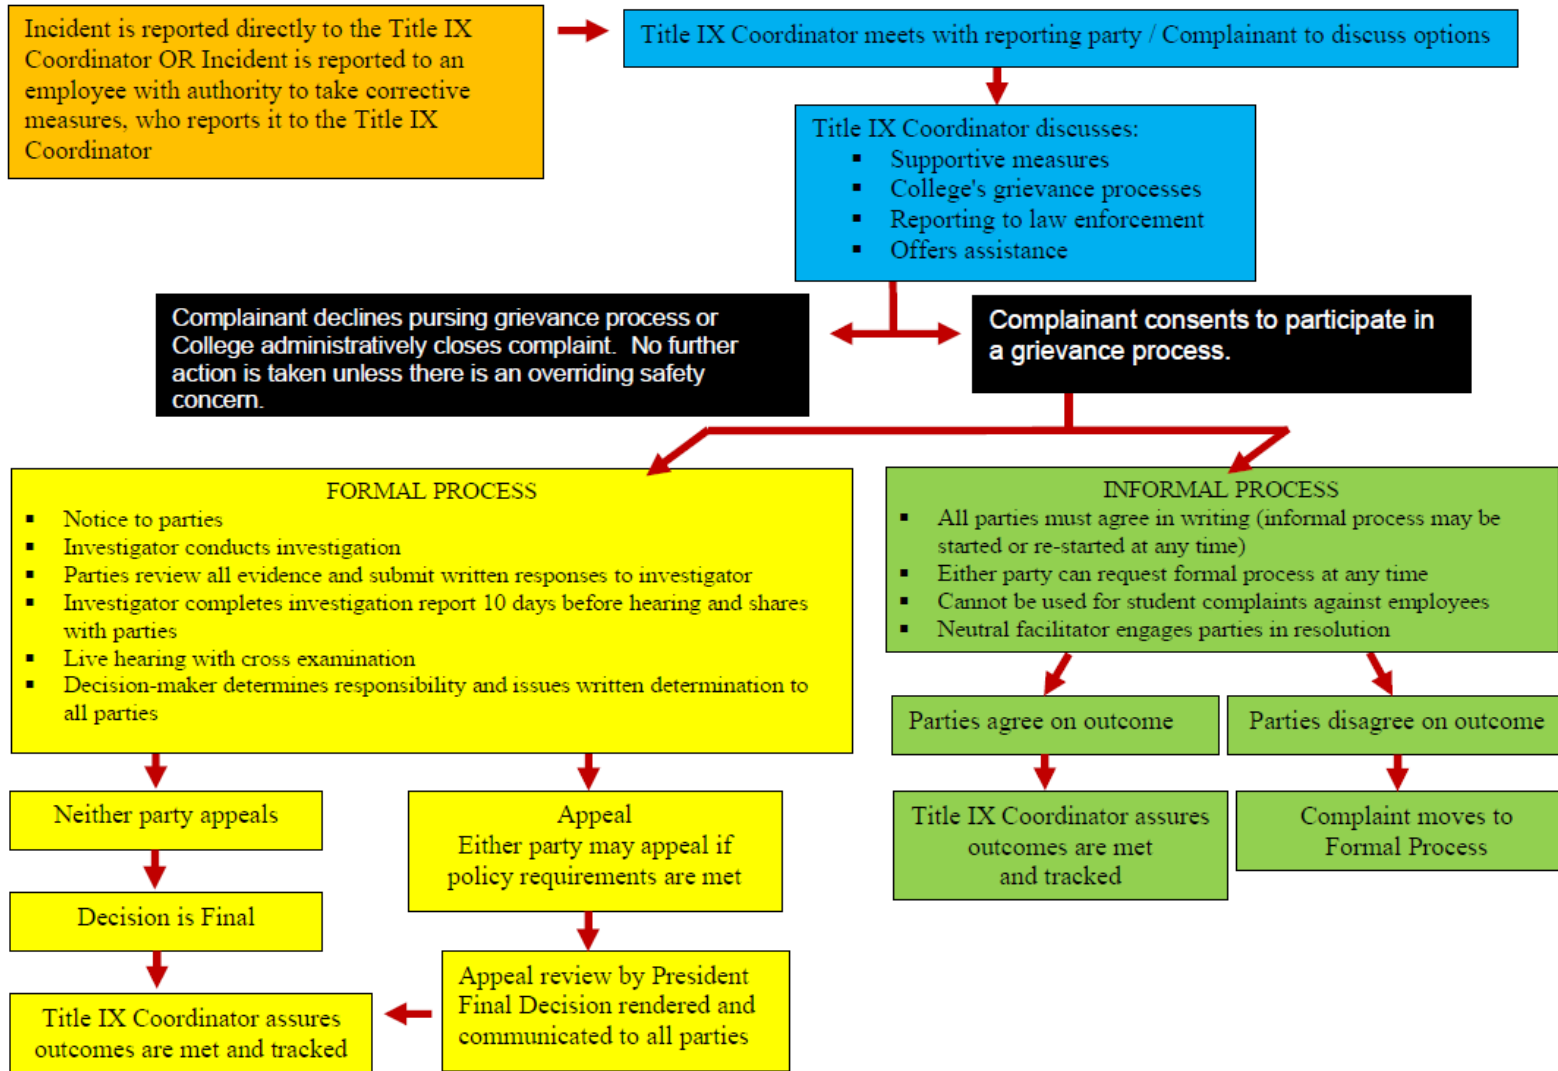 Incident is reported directly to the Title IX
Coordinator OR Incident is reported to an
employee with authority to take corrective
measures, who reports it to the Title IX
Coordinator
Title IX Coordinator meets with reporting party / Complainant to discuss options
Title IX Coordinator discusses:
▪ Supportive measures
▪ College's grievance processes
▪ Reporting to law enforcement
▪ Offers assistance
Complainant declines pursing grievance process or
College administratively closes complaint.  No further
action is taken unless there is an overriding safety
concern.
Complainant consents to participate in
a grievance process.
FORMAL PROCESS
▪ Notice to parties
▪ Investigator conducts investigation
▪ Parties review all evidence and submit written responses to investigator
▪ Investigator completes investigation report 10 days before hearing and shares
with parties
▪ Live hearing with cross examination
▪ Decision-maker determines responsibility and issues written determination to
all parties
INFORMAL PROCESS
▪ All parties must agree in writing (informal process may be
started or re-started at any time)
▪ Either party can request formal process at any time
▪ Cannot be used for student complaints against employees
▪ Neutral facilitator engages parties in resolution
Parties agree on outcome
Parties disagree on outcome
Neither party appeals
Appeal
Either party may appeal if
policy requirements are met
Title IX Coordinator assures
outcomes are met
and tracked
Complaint moves to
Formal Process
Decision is Final
Appeal review by President
Final Decision rendered and
communicated to all parties
Title IX Coordinator assures
outcomes are met and tracked